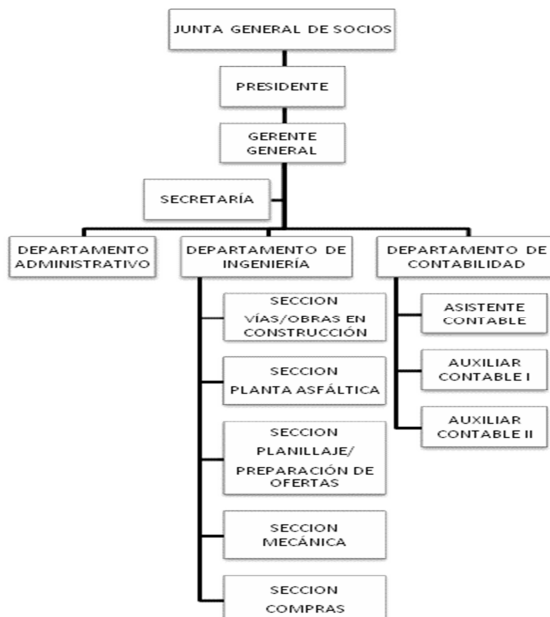 JUNTA GENERAL DE SOCIOS
PRESIDENTE
GERENTE
GENERAL
SECRETARÍA
DEPARTAMENTO
ADMINISTRATIVO
DEPARTAMENTO DE
INGENIERÍA
DEPARTAMENTO DE
CONTABILIDAD
SECCION
VÍAS/OBRAS EN
CONSTRUCCIÓN
SECCION
PLANTA ASFÁLTICA
SECCION
PLANILLAJE/
PREPARACIÓN DE
OFERTAS
SECCION
MECÁNICA
SECCION
COMPRAS
ASISTENTE
CONTABLE
AUXILIAR
CONTABLE I
AUXILIAR
CONTABLE II